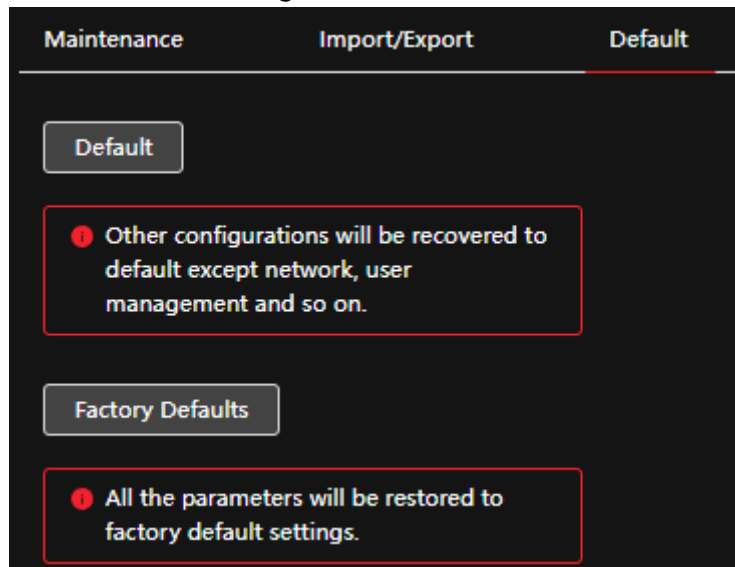 Maintenance Import/Export Default
Default
Other configurations will be recovered to
default except network, user
management and so on.
Factory Defaults
All the parameters will be restored to
factory default settings.